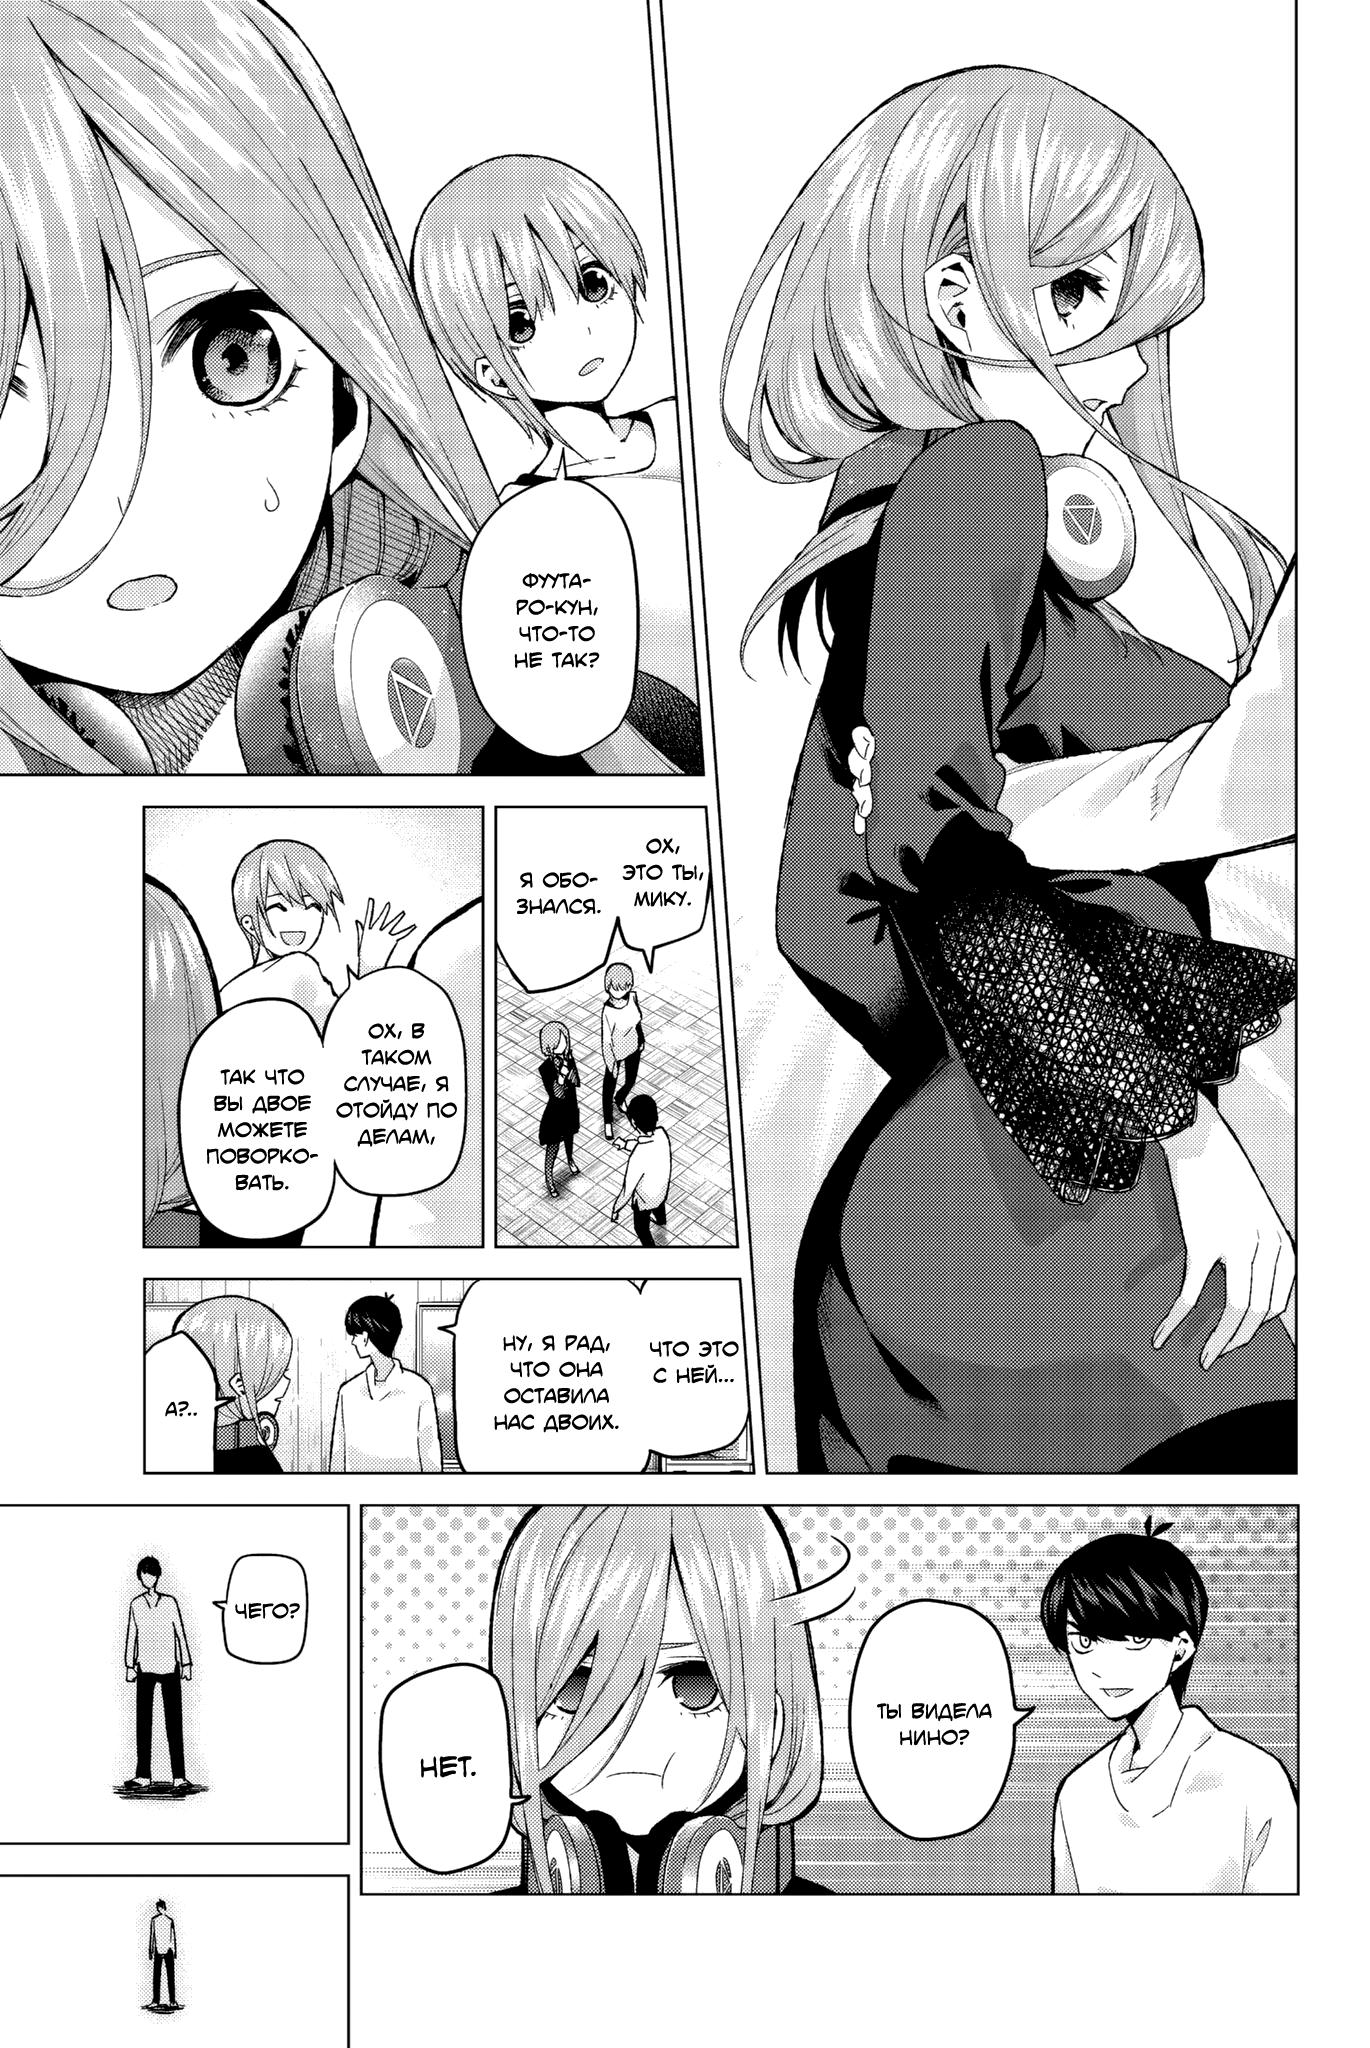 ФУУТА-
РО-КУН,
ЧТО-ТО
НЕ ТАК?
ОХ,
ЭТО ТЫ,
МИКУ.
Я ОБО-
ЗНАЛСЯ.
ОХ, В
ТАКОМ
СЛУЧАЕ, Я
ОТОЙДУ ПО
ДЕЛАМ,
ТАК ЧТО
ВЫ ДВОЕ
МОЖЕТЕ
ПОВОРКО-
ВАТЬ.
ЧТО ЭТО
С НЕЙ...
НУ, Я РАД,
ЧТО ОНА
ОСТАВИЛА
НАС ДВОИХ.
А?..
ТЫ ВИДЕЛА
НИНО?
НЕТ.
ЧЕГО?